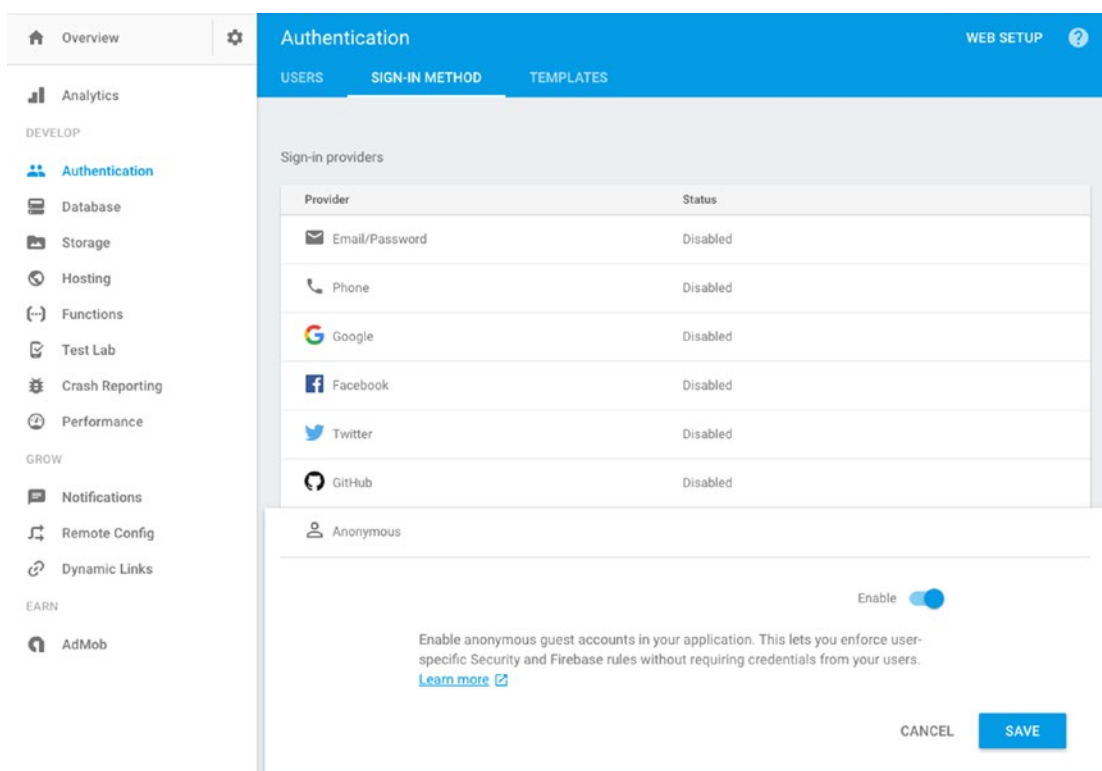 Overview
Analytics
DEVELOP
Authentication
Database
Storage
Hosting
Functions
Test Lab
Crash Reporting
Performance
GROW
Notifications
Remote Config
Dynamic Links
EARN
AdMob
Authentication
WEB SETUP
USERS SIGN-IN METHOD TEMPLATES
Sign-in providers
Provider Status
Email/Password Disabled
Phone Disabled
Google Disabled
Facebook Disabled
Twitter Disabled
GitHub Disabled
Anonymous
Enable
Enable anonymous guest accounts in your application. This lets you enforce user-
specific Security and Firebase rules without requiring credentials from your users.
Learn more
CANCEL SAVE